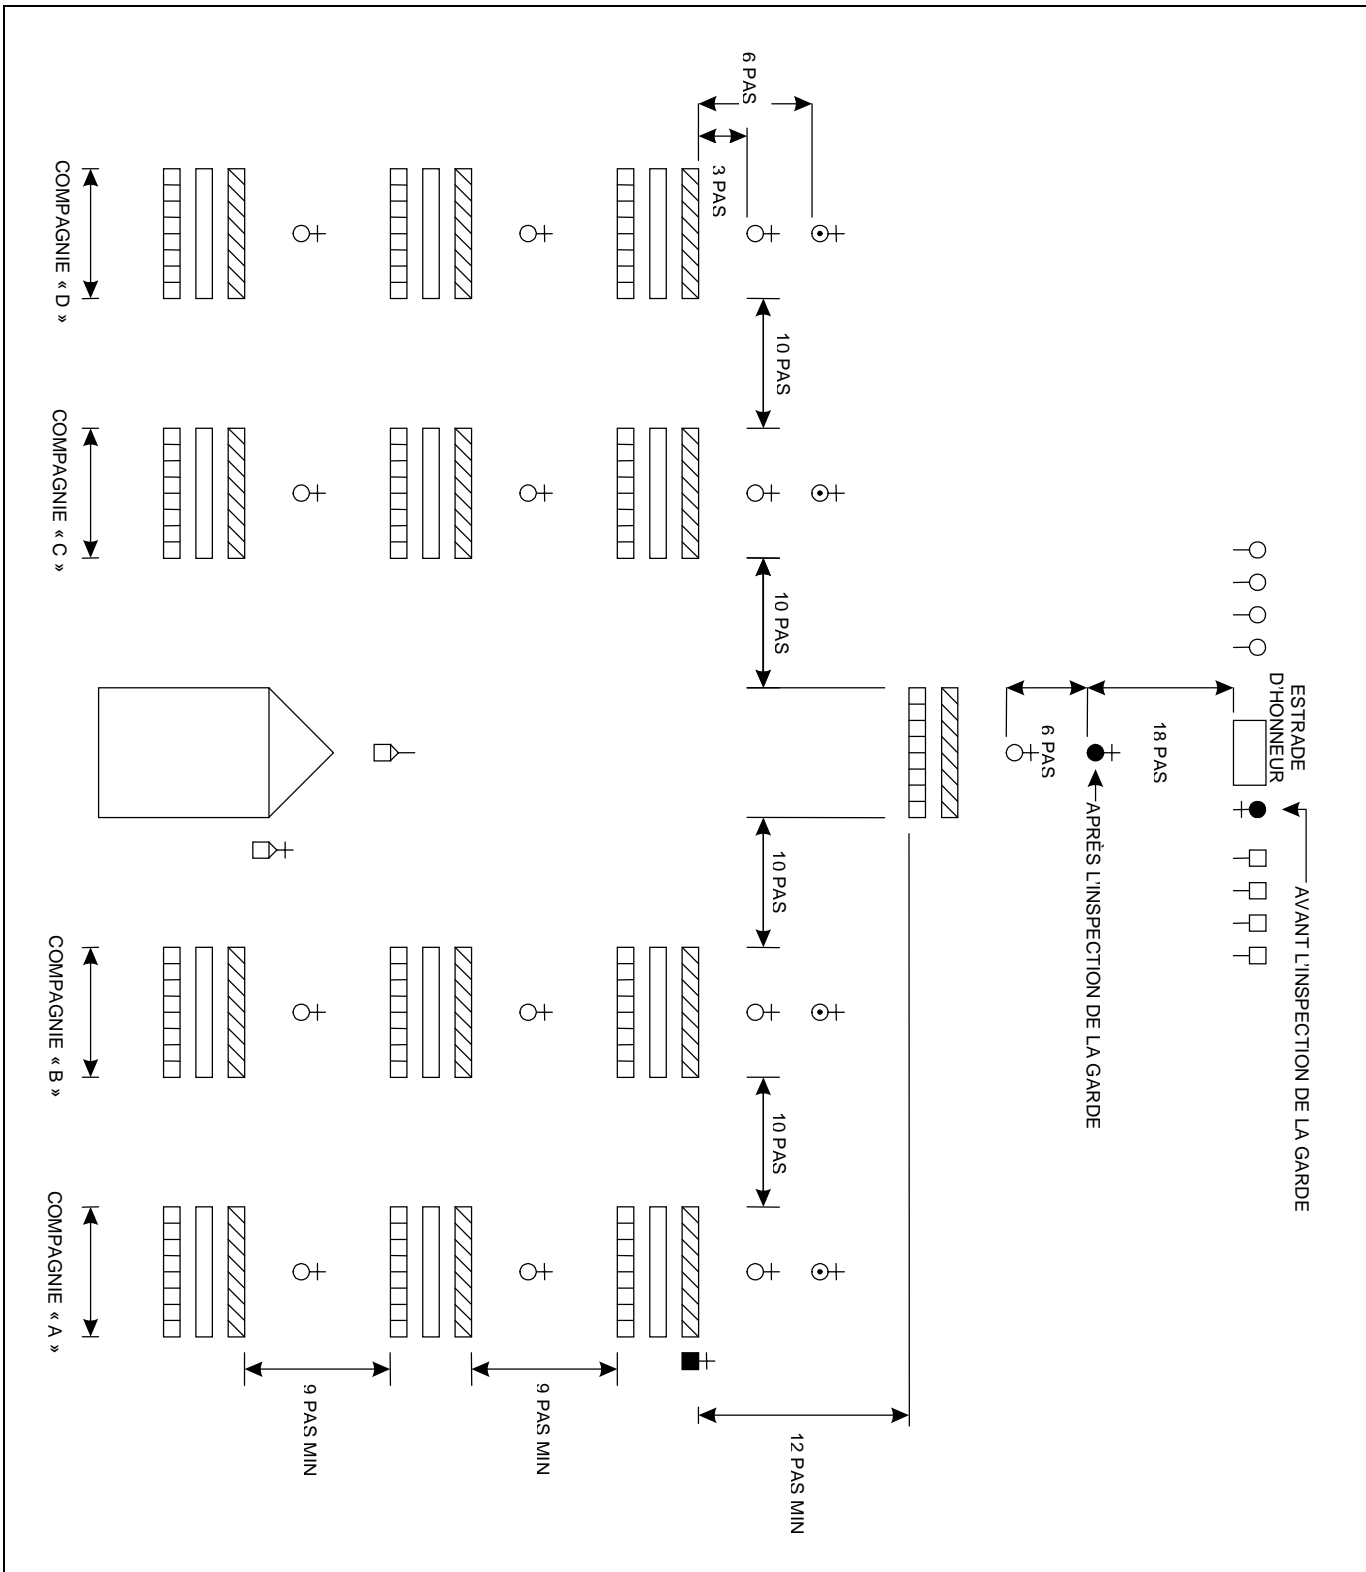 6 PAS
3 PAS
10 PAS
10 PAS
10 PAS
10 PAS
ESTRADE
D'HONNEUR
18 PAS
6 PAS
AVANT L'INSPECTION DE LA GARDE
APRÈS L'INSPECTION DE LA GARDE
COMPAGNIE « D »
COMPAGNIE « C »
COMPAGNIE « B »
COMPAGNIE « A »
9 PAS MIN
9 PAS MIN
12 PAS MIN